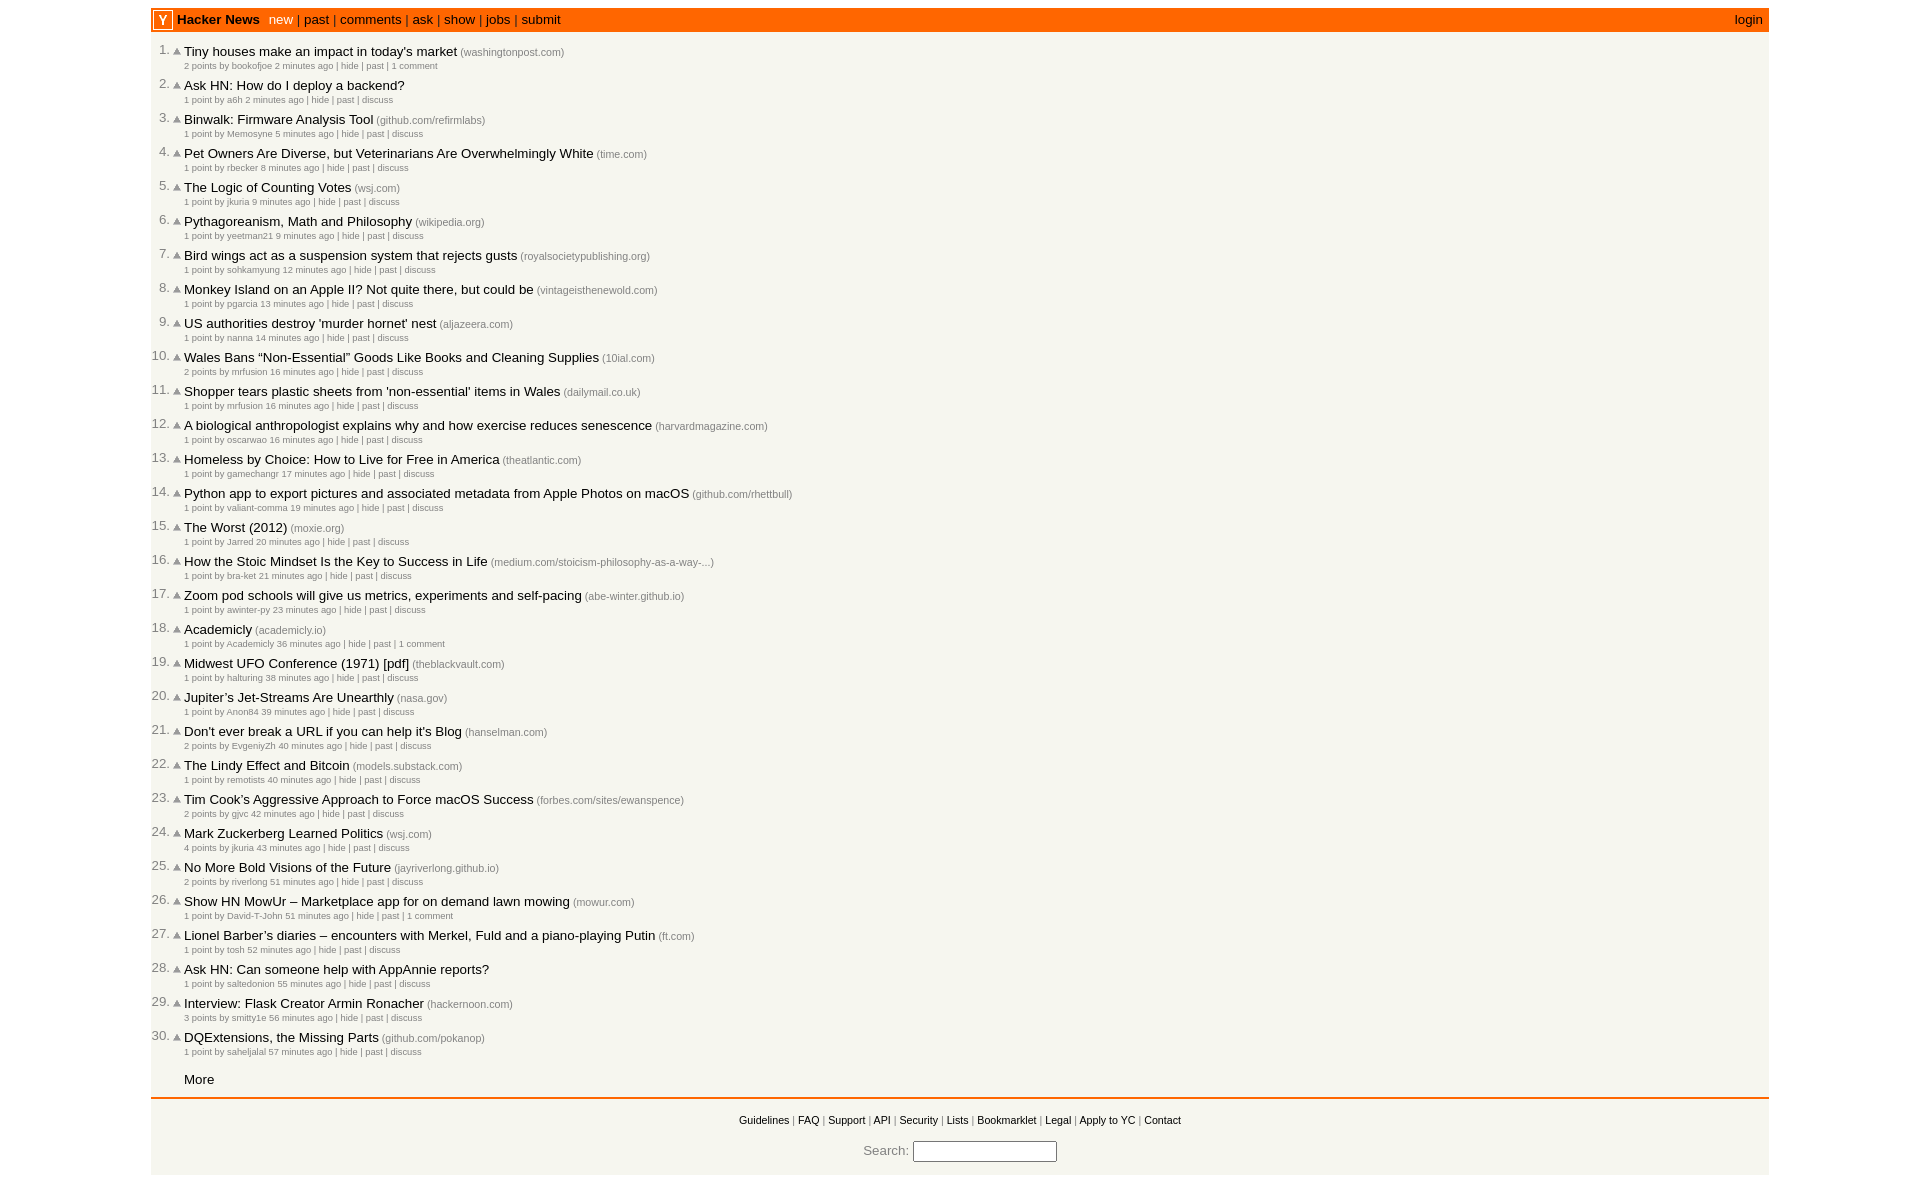 Y Hacker News new | past | comments | ask | show | jobs | submit login
1. Tiny houses make an impact in today's market (washingtonpost.com)
2 points by bookofjoe 2 minutes ago | hide | past | 1 comment
2. Ask HN: How do I deploy a backend?
1 point by a6h 2 minutes ago | hide | past | discuss
3. Binwalk: Firmware Analysis Tool (github.com/refirmlabs)
1 point by Memosyne 5 minutes ago | hide | past | discuss
4. Pet Owners Are Diverse, but Veterinarians Are Overwhelmingly White (time.com)
1 point by rbecker 8 minutes ago | hide | past | discuss
5. The Logic of Counting Votes (wsj.com)
1 point by jkuria 9 minutes ago | hide | past | discuss
6. Pythagoreanism, Math and Philosophy (wikipedia.org)
1 point by yeetman21 9 minutes ago | hide | past | discuss
7. Bird wings act as a suspension system that rejects gusts (royalsocietypublishing.org)
1 point by sohkamyung 12 minutes ago | hide | past | discuss
8. Monkey Island on an Apple II? Not quite there, but could be (vintageisthenewold.com)
1 point by pgarcia 13 minutes ago | hide | past | discuss
9. US authorities destroy 'murder hornet' nest (aljazeera.com)
1 point by nanna 14 minutes ago | hide | past | discuss
10. Wales Bans “Non-Essential” Goods Like Books and Cleaning Supplies (10ial.com)
2 points by mrfusion 16 minutes ago | hide | past | discuss
11. Shopper tears plastic sheets from 'non-essential' items in Wales (dailymail.co.uk)
1 point by mrfusion 16 minutes ago | hide | past | discuss
12. A biological anthropologist explains why and how exercise reduces senescence (harvardmagazine.com)
1 point by oscarwao 16 minutes ago | hide | past | discuss
13. Homeless by Choice: How to Live for Free in America (theatlantic.com)
1 point by gamechangr 17 minutes ago | hide | past | discuss
14. Python app to export pictures and associated metadata from Apple Photos on macOS (github.com/rhettbull)
1 point by valiant-comma 19 minutes ago | hide | past | discuss
15. The Worst (2012) (moxie.org)
1 point by Jarred 20 minutes ago | hide | past | discuss
16. How the Stoic Mindset Is the Key to Success in Life (medium.com/stoicism-philosophy-as-a-way-...)
1 point by bra-ket 21 minutes ago | hide | past | discuss
17. Zoom pod schools will give us metrics, experiments and self-pacing (abe-winter.github.io)
1 point by awinter-py 23 minutes ago | hide | past | discuss
18. Academicly (academicly.io)
1 point by Academicly 36 minutes ago | hide | past | 1 comment
19. Midwest UFO Conference (1971) [pdf] (theblackvault.com)
1 point by halturing 38 minutes ago | hide | past | discuss
20. Jupiter’s Jet-Streams Are Unearthly (nasa.gov)
1 point by Anon84 39 minutes ago | hide | past | discuss
21. Don't ever break a URL if you can help it's Blog (hanselman.com)
2 points by EvgeniyZh 40 minutes ago | hide | past | discuss
22. The Lindy Effect and Bitcoin (models.substack.com)
1 point by remotists 40 minutes ago | hide | past | discuss
23. Tim Cook’s Aggressive Approach to Force macOS Success (forbes.com/sites/ewanspence)
2 points by gjvc 42 minutes ago | hide | past | discuss
24. Mark Zuckerberg Learned Politics (wsj.com)
4 points by jkuria 43 minutes ago | hide | past | discuss
25. No More Bold Visions of the Future (jayriverlong.github.io)
2 points by riverlong 51 minutes ago | hide | past | discuss
26. Show HN MowUr – Marketplace app for on demand lawn mowing (mowur.com)
1 point by David-T-John 51 minutes ago | hide | past | 1 comment
27. Lionel Barber’s diaries – encounters with Merkel, Fuld and a piano-playing Putin (ft.com)
1 point by tosh 52 minutes ago | hide | past | discuss
28. Ask HN: Can someone help with AppAnnie reports?
1 point by saltedonion 55 minutes ago | hide | past | discuss
29. Interview: Flask Creator Armin Ronacher (hackernoon.com)
3 points by smitty1e 56 minutes ago | hide | past | discuss
30. DQExtensions, the Missing Parts (github.com/pokanop)
1 point by saheljalal 57 minutes ago | hide | past | discuss
More
Guidelines | FAQ | Support | API | Security | Lists | Bookmarklet | Legal | Apply to YC | Contact
Search: